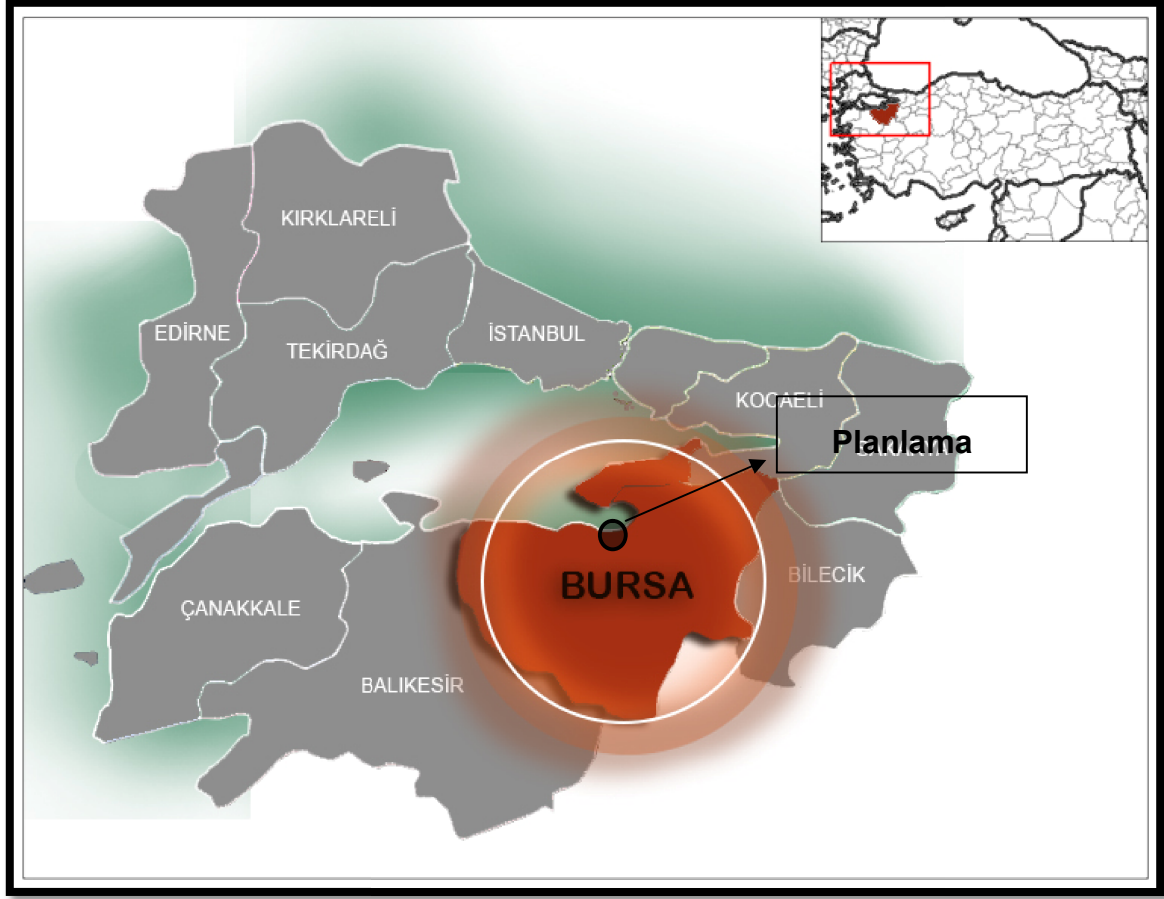 KIRKLARELİ
EDİRNE
TEKİRDAĞ
İSTANBUL
KOCAELİ
Planlama
BURSA
BİLECİK
ÇANAKKALE
BALIKESİR